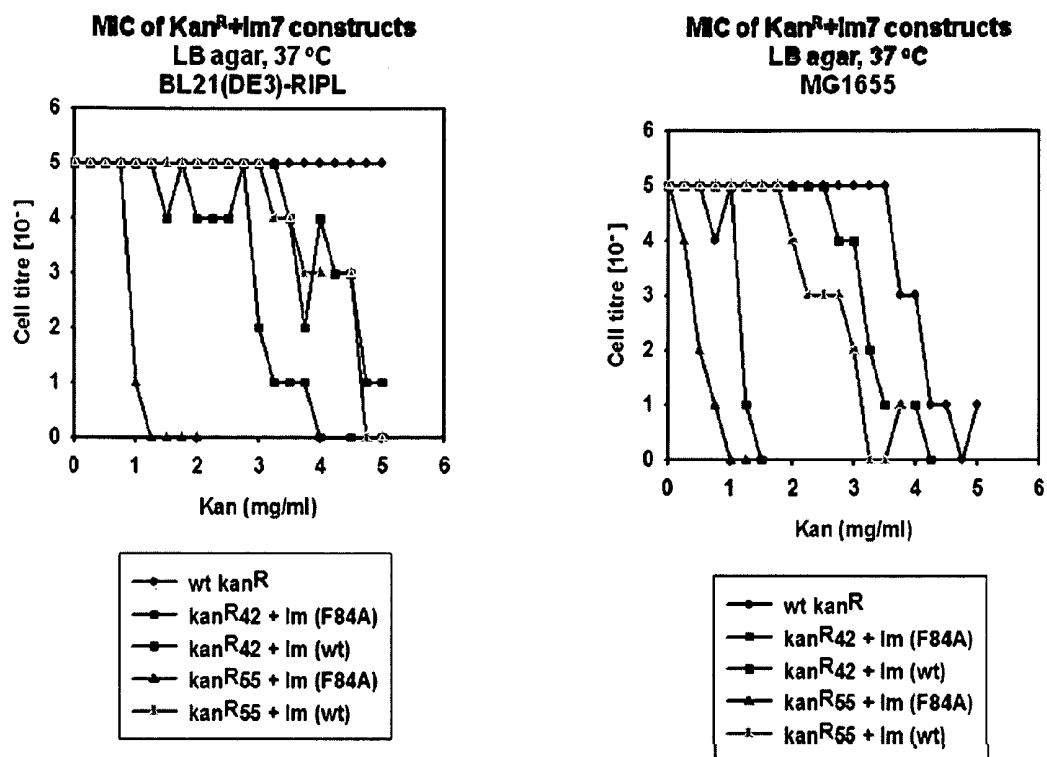 MIC of KanR+Im7 constructs
LB agar, 37 ºC
BL21(DE3)-RIPL
6
5
4
3
2
1
0
Cell titre [10-]
0 1 2 3 4 5 6
Kan (mg/ml)
wt kanR
kanR42 + Im (F84A)
kanR42 + Im (wt)
kanR55 + Im (F84A)
kanR55 + Im (wt)
MIC of KanR+Im7 constructs
LB agar, 37 ºC
MG1655
6
5
4
3
2
1
0
Cell titre [10-]
0 1 2 3 4 5 6
Kan (mg/ml)
wt kanR
kanR42 + Im (F84A)
kanR42 + Im (wt)
kanR55 + Im (F84A)
kanR55 + Im (wt)